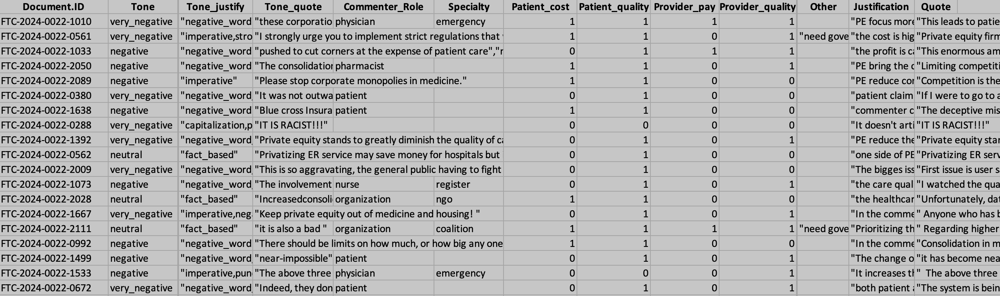 Document.ID Tone Tone_justify Tone_quote Commenter_Role Specialty Patient_cost Patient_quality Provider_pay Provider_quality Other Justification Quote
FTC-2024-0022-1010 very_negative "negative_word "these corporatio physician emergency 1 1 1 1 "PE focus more "This leads to patie
FTC-2024-0022-0561 very_negative "imperative,stro "I strongly urge you to implement strict regulations that 1 1 0 1 "need gove "the cost is hig "Private equity firm
FTC-2024-0022-1033 negative "negative_word "pushed to cut corners at the expense of patient care","r 0 1 1 1 "the profit is ca "This enormous am
FTC-2024-0022-2050 negative "negative_word "The consolidation pharmacist 1 1 0 1 "PE bring the c "Limiting competiti
FTC-2024-0022-2089 negative "imperative" "Please stop corporate monopolies in medicine." 1 1 0 0 "PE reduce cor "Competition is the
FTC-2024-0022-0380 very_negative "negative_word, "It was not outwa patient 0 1 0 0 "patient claim "If I were to go to a
FTC-2024-0022-1638 negative "negative_word "Blue cross Insura patient 1 1 0 0 "commenter c "The deceptive mis
FTC-2024-0022-0288 very_negative "capitalization,p "IT IS RACIST!!!" 0 0 0 0 "It doesn't arti "IT IS RACIST!!!"
FTC-2024-0022-1392 very_negative "negative_word, "Private equity stands to greatly diminish the quality of ca 0 1 0 1 "PE reduce the "Private equity star
FTC-2024-0022-0562 neutral "fact_based" "Privatizing ER service may save money for hospitals but 0 1 0 0 "one side of PE "Privatizing ER serv
FTC-2024-0022-2009 very_negative "negative_word, "This is so aggravating, the general public having to fight 0 1 0 0 "The bigges iss "First issue is user sa
FTC-2024-0022-1073 negative "negative_word, "The involvement nurse register 0 1 0 1 "the care qual "I watched the qua
FTC-2024-0022-2028 neutral "fact_based" "Increasedconsoli organization ngo 1 1 0 0 "the healthcar "Unfortunately, dat
FTC-2024-0022-1667 very_negative "imperative,neg "Keep private equity out of medicine and housing! " 0 1 0 1 "In the comme " Anyone who has b
FTC-2024-0022-2111 neutral "fact_based" "it is also a bad " organization coalition 1 1 1 1 "need gove "Prioritizing th " Regarding higher
FTC-2024-0022-0992 negative "negative_word "There should be limits on how much, or how big any one 1 1 0 0 "In the comme "Consolidation in m
FTC-2024-0022-1499 negative "negative_word, "near-impossible" patient 0 1 0 1 "The change o "it has become nea
FTC-2024-0022-1533 negative "imperative,pun "The above three physician emergency 0 0 0 1 "It increases th " The above three
FTC-2024-0022-0672 very_negative "negative_word, "Indeed, they don patient 0 1 0 1 "both patient "The system is bein